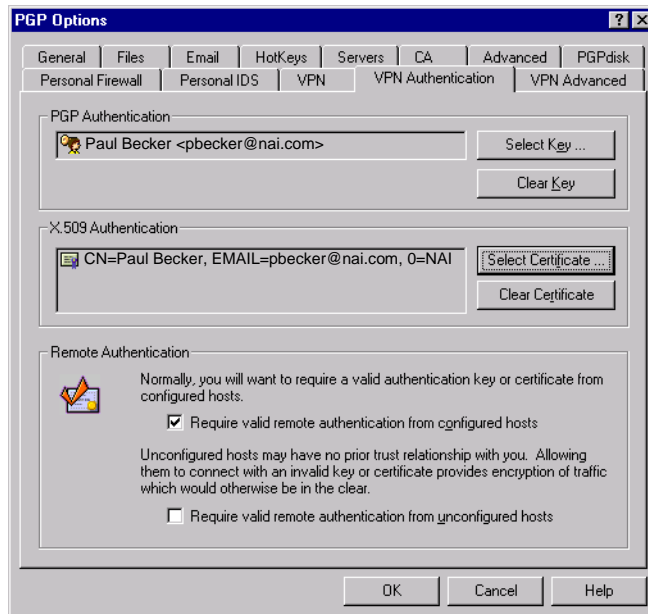 PGP Options
General Files Email HotKeys Servers CA Advanced PGPdisk
Personal Firewall Personal IDS VPN VPN Authentication VPN Advanced
PGP Authentication
Paul Becker <pbecker@nai.com>
Select Key ...
Clear Key
X.509 Authentication
CN=Paul Becker, EMAIL=pbecker@nai.com, 0=NAI
Select Certificate ...
Clear Certificate
Remote Authentication
Normally, you will want to require a valid authentication key or certificate from
configured hosts.
Require valid remote authentication from configured hosts
Unconfigured hosts may have no prior trust relationship with you. Allowing
them to connect with an invalid key or certificate provides encryption of traffic
which would otherwise be in the clear.
Require valid remote authentication from unconfigured hosts
OK Cancel Help